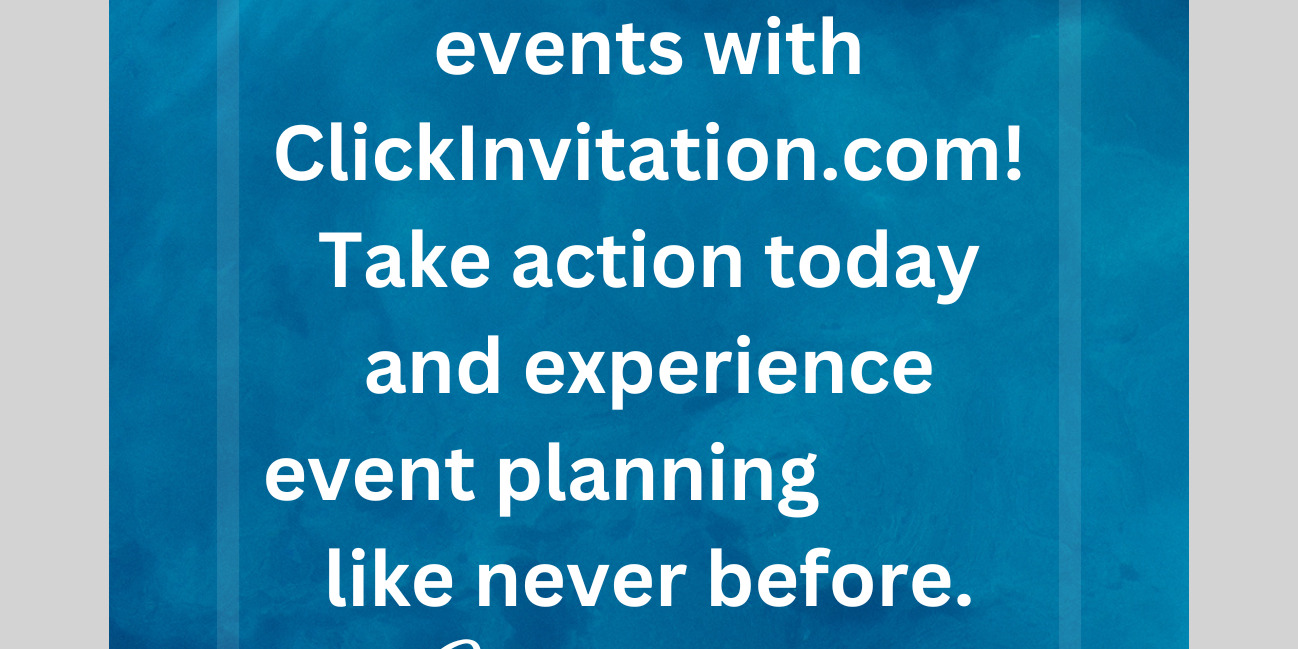 events with
ClickInvitation.com!
Take action today
and experience
event planning
like never before.